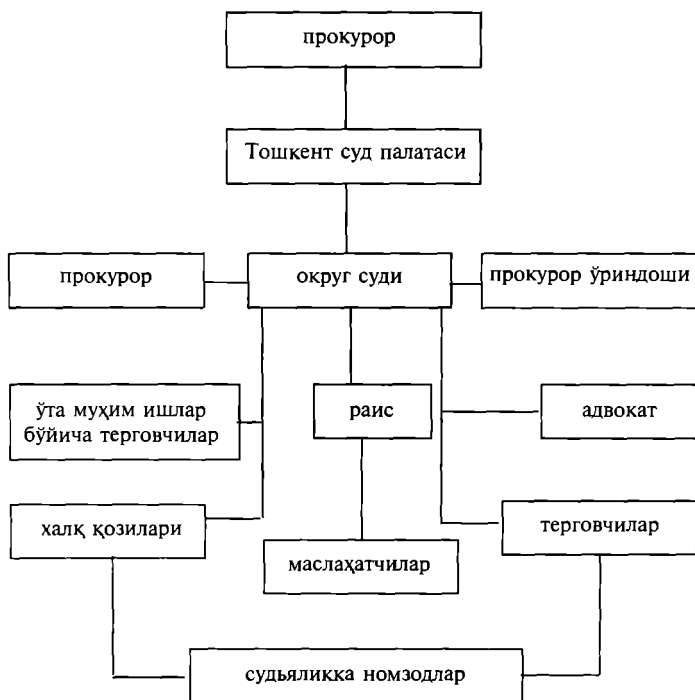 прокурор
Тошкент суд палатаси
прокурор
округ суди
прокурор ўриндоши
ўта муҳим ишлар
бўйича терговчилар
раис
адвокат
халқ қозилари
маслаҳатчилар
терговчилар
судьяликка номзодлар